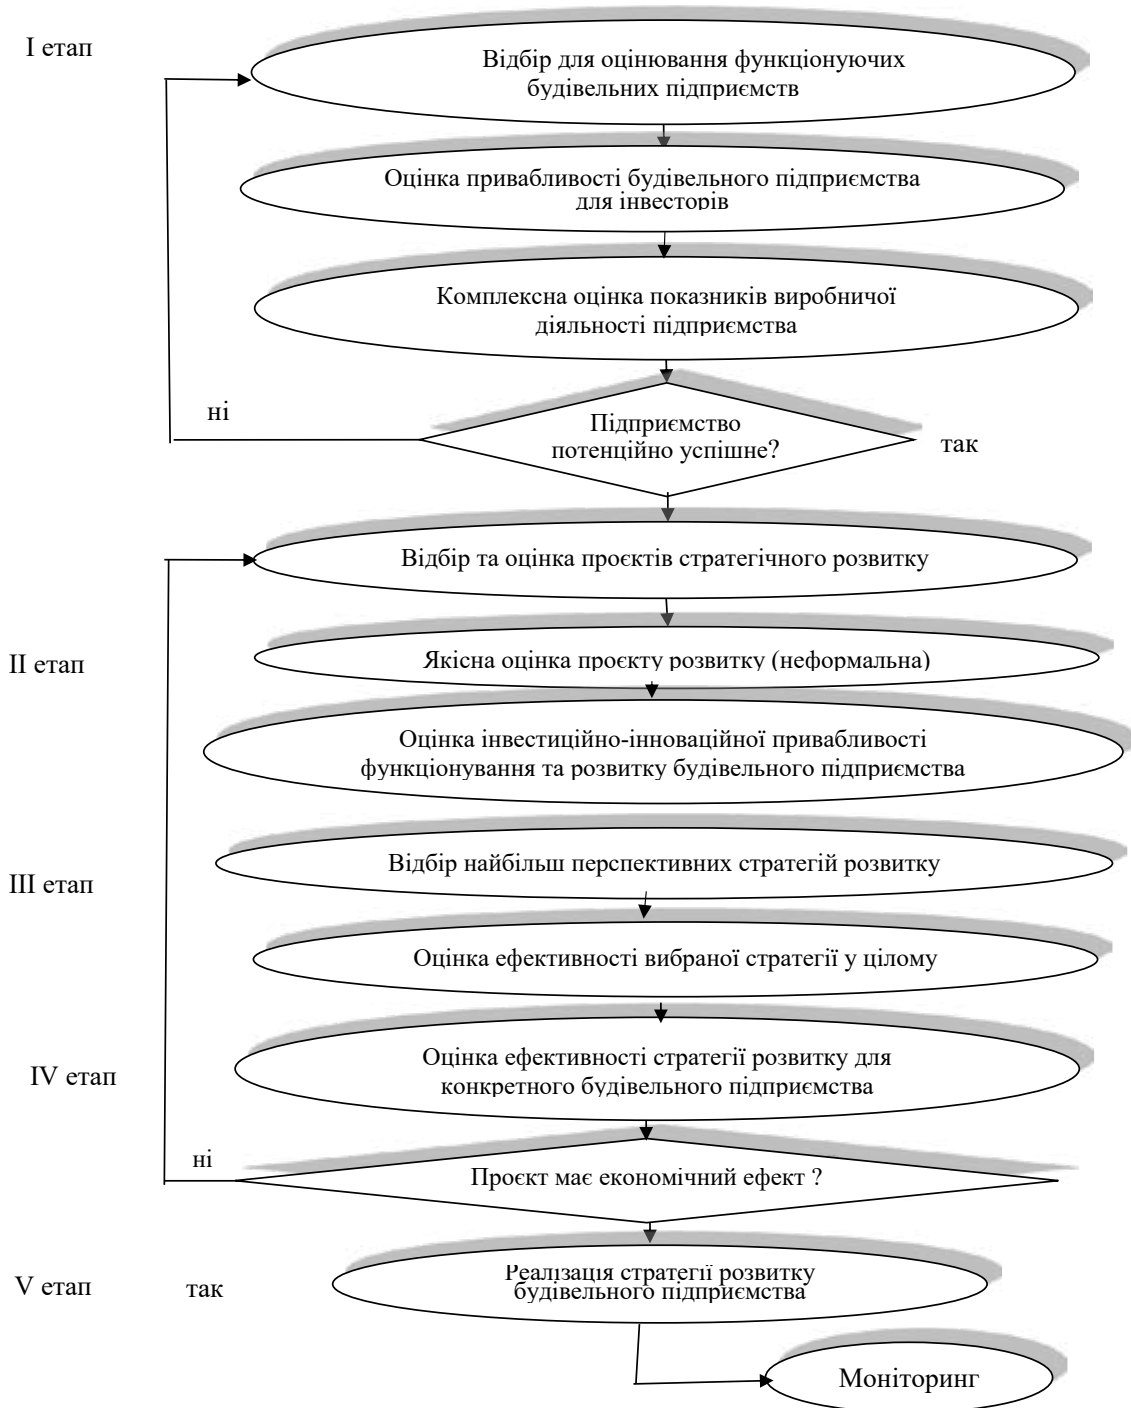 І етап
Відбір для оцінювання функціонуючих
будівельних підприємств
Оцінка привабливості будівельного підприємства
для інвесторів
Комплексна оцінка показників виробничої
діяльності підприємства
ні
Підприємство
потенційно успішне?
так
Відбір та оцінка проєктів стратегічного розвитку
ІІ етап
Якісна оцінка проєкту розвитку (неформальна)
Оцінка інвестиційно-інноваційної привабливості
функціонування та розвитку будівельного підприємства
Відбір найбільш перспективних стратегій розвитку
ІІІ етап
Оцінка ефективності вибраної стратегії у цілому
Оцінка ефективності стратегії розвитку для
конкретного будівельного підприємства
IV етап
ні
Проєкт має економічний ефект ?
Реалізація стратегії розвитку
будівельного підприємства
V етап
так
Моніторинг